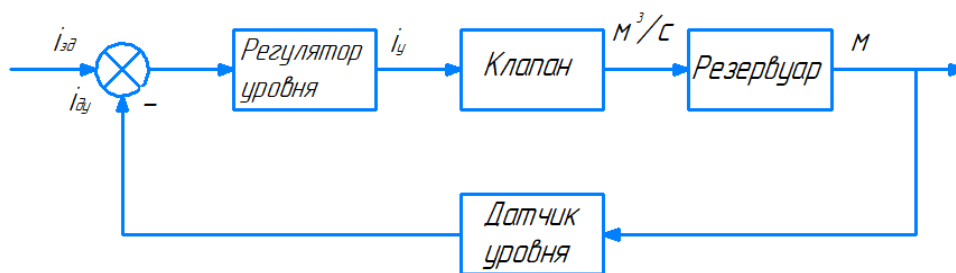 iзд
Регулятор
уровня
iу
Клапан
м³/с
Резервуар
м
iду
–
Датчик
уровня